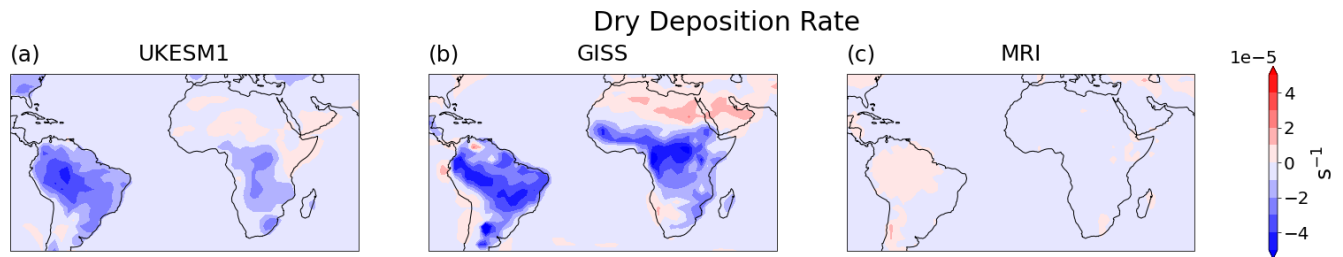 Dry Deposition Rate
(a) UKESM1
(b) GISS
(c) MRI
1e−5
4
2
0
−2
−4
s⁻¹